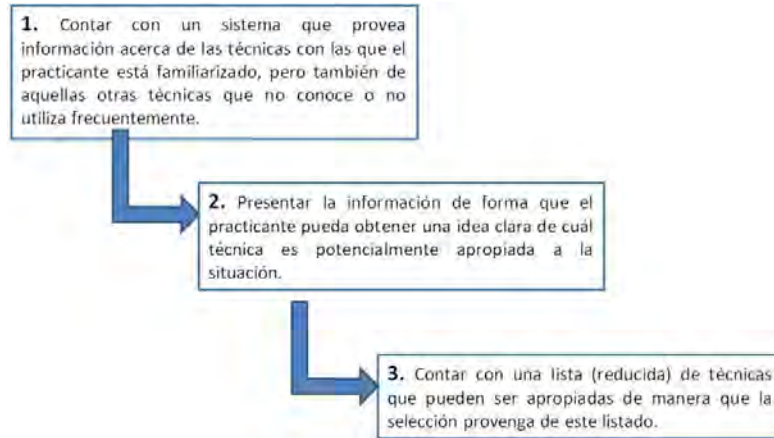 1. Contar con un sistema que provea
información acerca de las técnicas con las que el
practicante está familiarizado, pero también de
aquellas otras técnicas que no conoce o no
utiliza frecuentemente.
2. Presentar la información de forma que el
practicante pueda obtener una idea clara de cuál
técnica es potencialmente apropiada a la
situación.
3. Contar con una lista (reducida) de técnicas
que pueden ser apropiadas de manera que la
selección provenga de este listado.